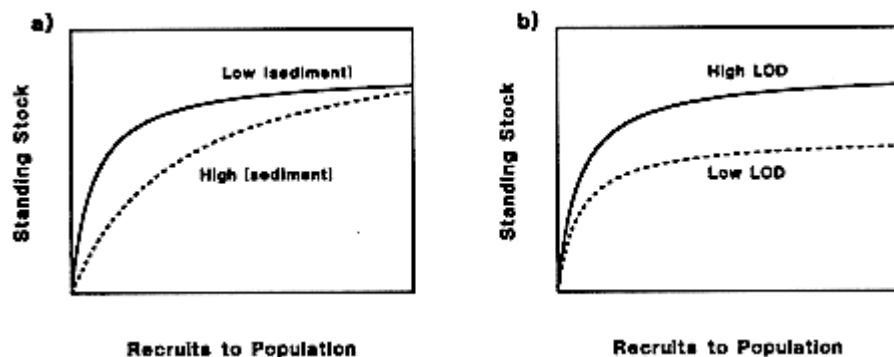 a)
Standing Stock
Low [sediment]
High [sediment]
Recruits to Population
b)
Standing Stock
High LOD
Low LOD
Recruits to Population